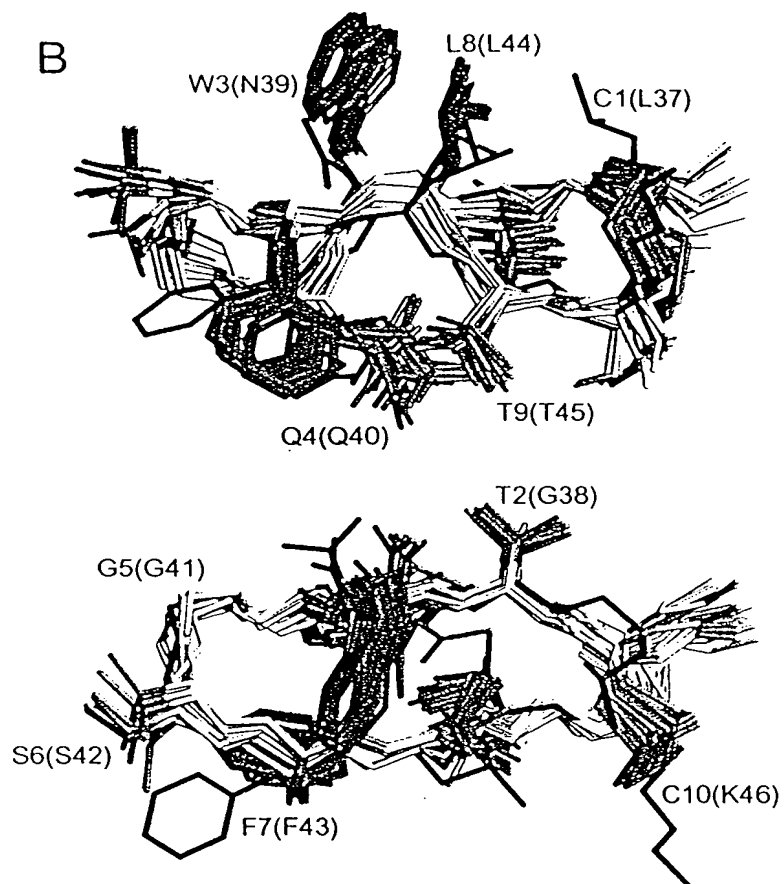 B
L8(L44)
W3(N39)
C1(L37)
T9(T45)
Q4(Q40)
T2(G38)
G5(G41)
S6(S42)
C10(K46)
F7(F43)